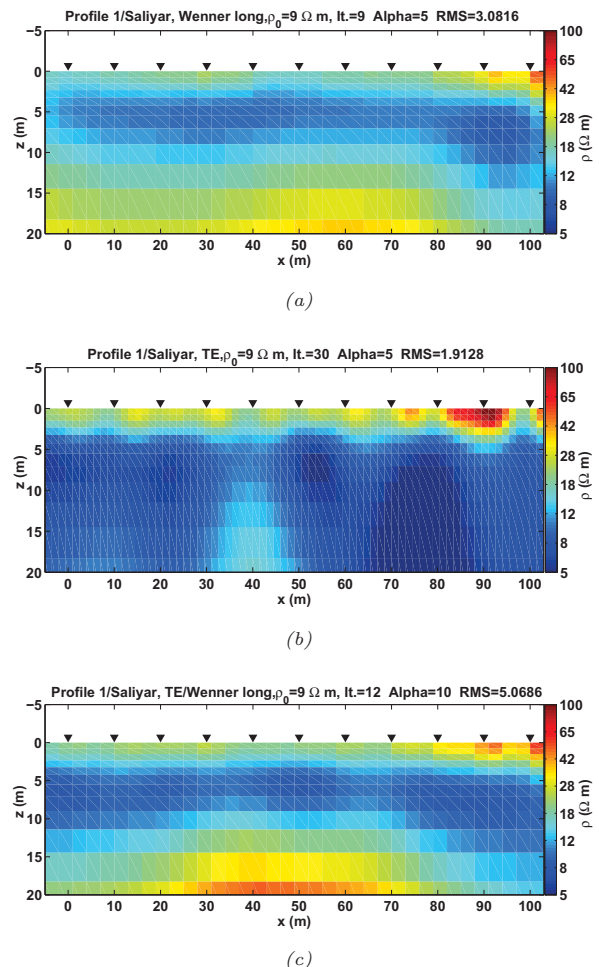 Profile 1/Saliyar, Wenner long,ρ0=9 Ω m, It.=9 Alpha=5 RMS=3.0816
−5
0
5
10
15
20
z (m)
0 10 20 30 40 50 60 70 80 90 100
x (m)
100
65
42
28
18
12
8
5
ρ (Ω m)
(a)
Profile 1/Saliyar, TE,ρ0=9 Ω m, It.=30 Alpha=5 RMS=1.9128
−5
0
5
10
15
20
z (m)
0 10 20 30 40 50 60 70 80 90 100
x (m)
100
65
42
28
18
12
8
5
ρ (Ω m)
(b)
Profile 1/Saliyar, TE/Wenner long,ρ0=9 Ω m, It.=12 Alpha=10 RMS=5.0686
−5
0
5
10
15
20
z (m)
0 10 20 30 40 50 60 70 80 90 100
x (m)
100
65
42
28
18
12
8
5
ρ (Ω m)
(c)